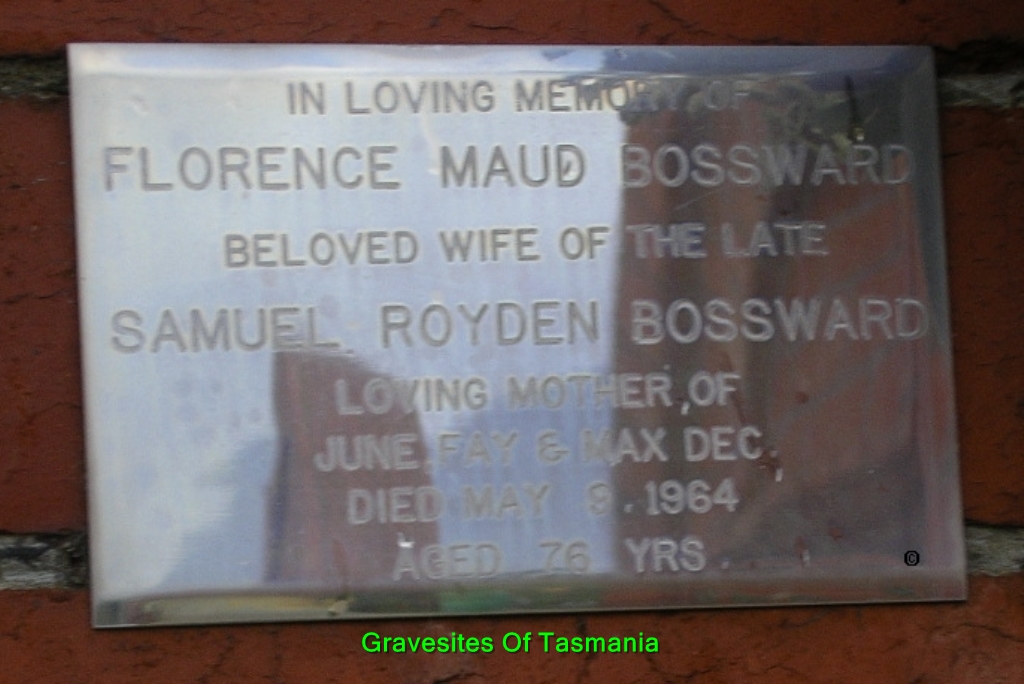 IN LOVING MEMORY OF
FLORENCE MAUD BOSSWARD
BELOVED WIFE OF THE LATE
SAMUEL ROYDEN BOSSWARD
LOVING MOTHER OF
JUNE, FAY & MAX DEC,
DIED MAY 9. 1964
AGED 76 YRS.
©
Gravesites Of Tasmania